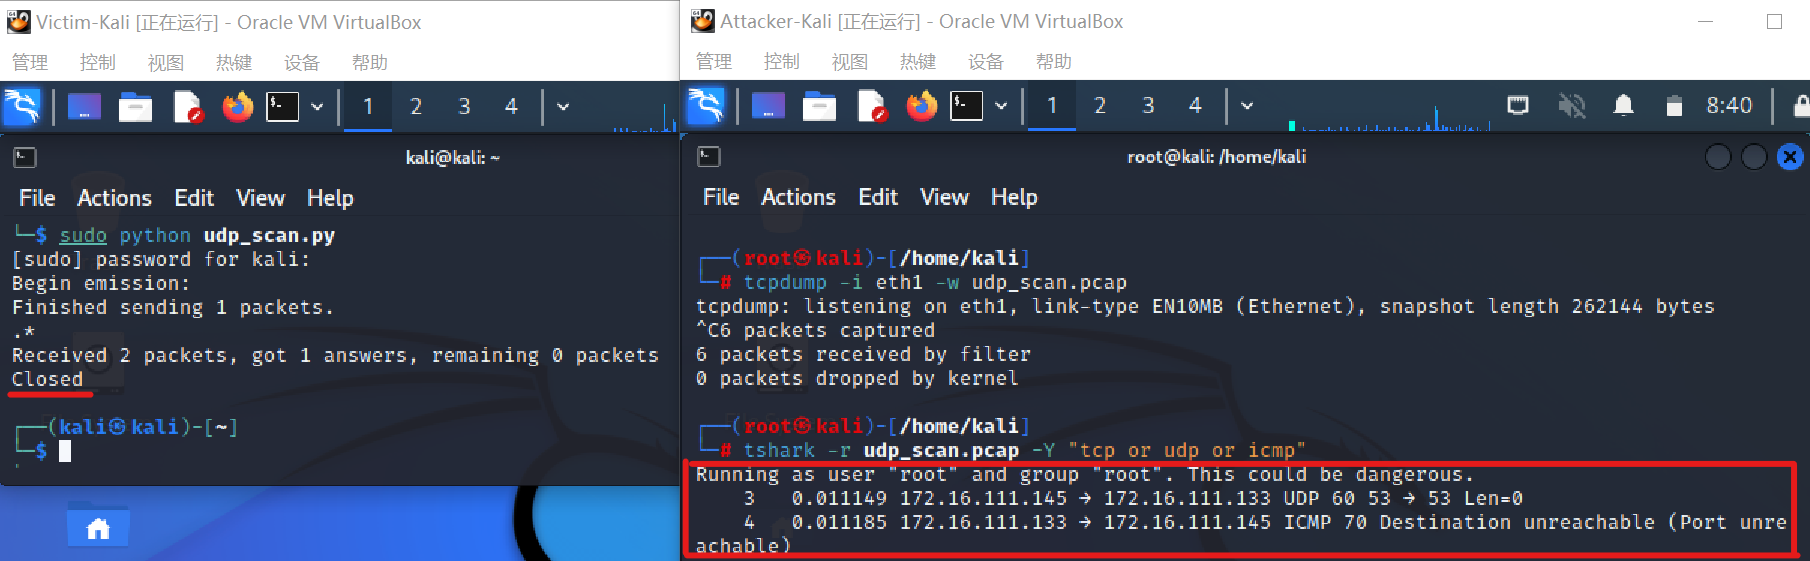 Victim-Kali [正在运行] - Oracle VM VirtualBox
管理 控制 视图 热键 设备 帮助
1 2 3 4
kali@kali: ~
File Actions Edit View Help
└─$ sudo python udp_scan.py
[sudo] password for kali:
Begin emission:
Finished sending 1 packets.
.*
Received 2 packets, got 1 answers, remaining 0 packets
Closed
┌──(kali㉿kali)-[~]
└─$
Attacker-Kali [正在运行] - Oracle VM VirtualBox
管理 控制 视图 热键 设备 帮助
1 2 3 4 8:40
root@kali: /home/kali
File Actions Edit View Help
┌──(root㉿kali)-[/home/kali]
└─# tcpdump -i eth1 -w udp_scan.pcap
tcpdump: listening on eth1, link-type EN10MB (Ethernet), snapshot length 262144 bytes
^C6 packets captured
6 packets received by filter
0 packets dropped by kernel
┌──(root㉿kali)-[/home/kali]
└─# tshark -r udp_scan.pcap -Y "tcp or udp or icmp"
Running as user "root" and group "root". This could be dangerous.
3 0.011149 172.16.111.145 → 172.16.111.133 UDP 60 53 → 53 Len=0
4 0.011185 172.16.111.133 → 172.16.111.145 ICMP 70 Destination unreachable (Port unre
achable)